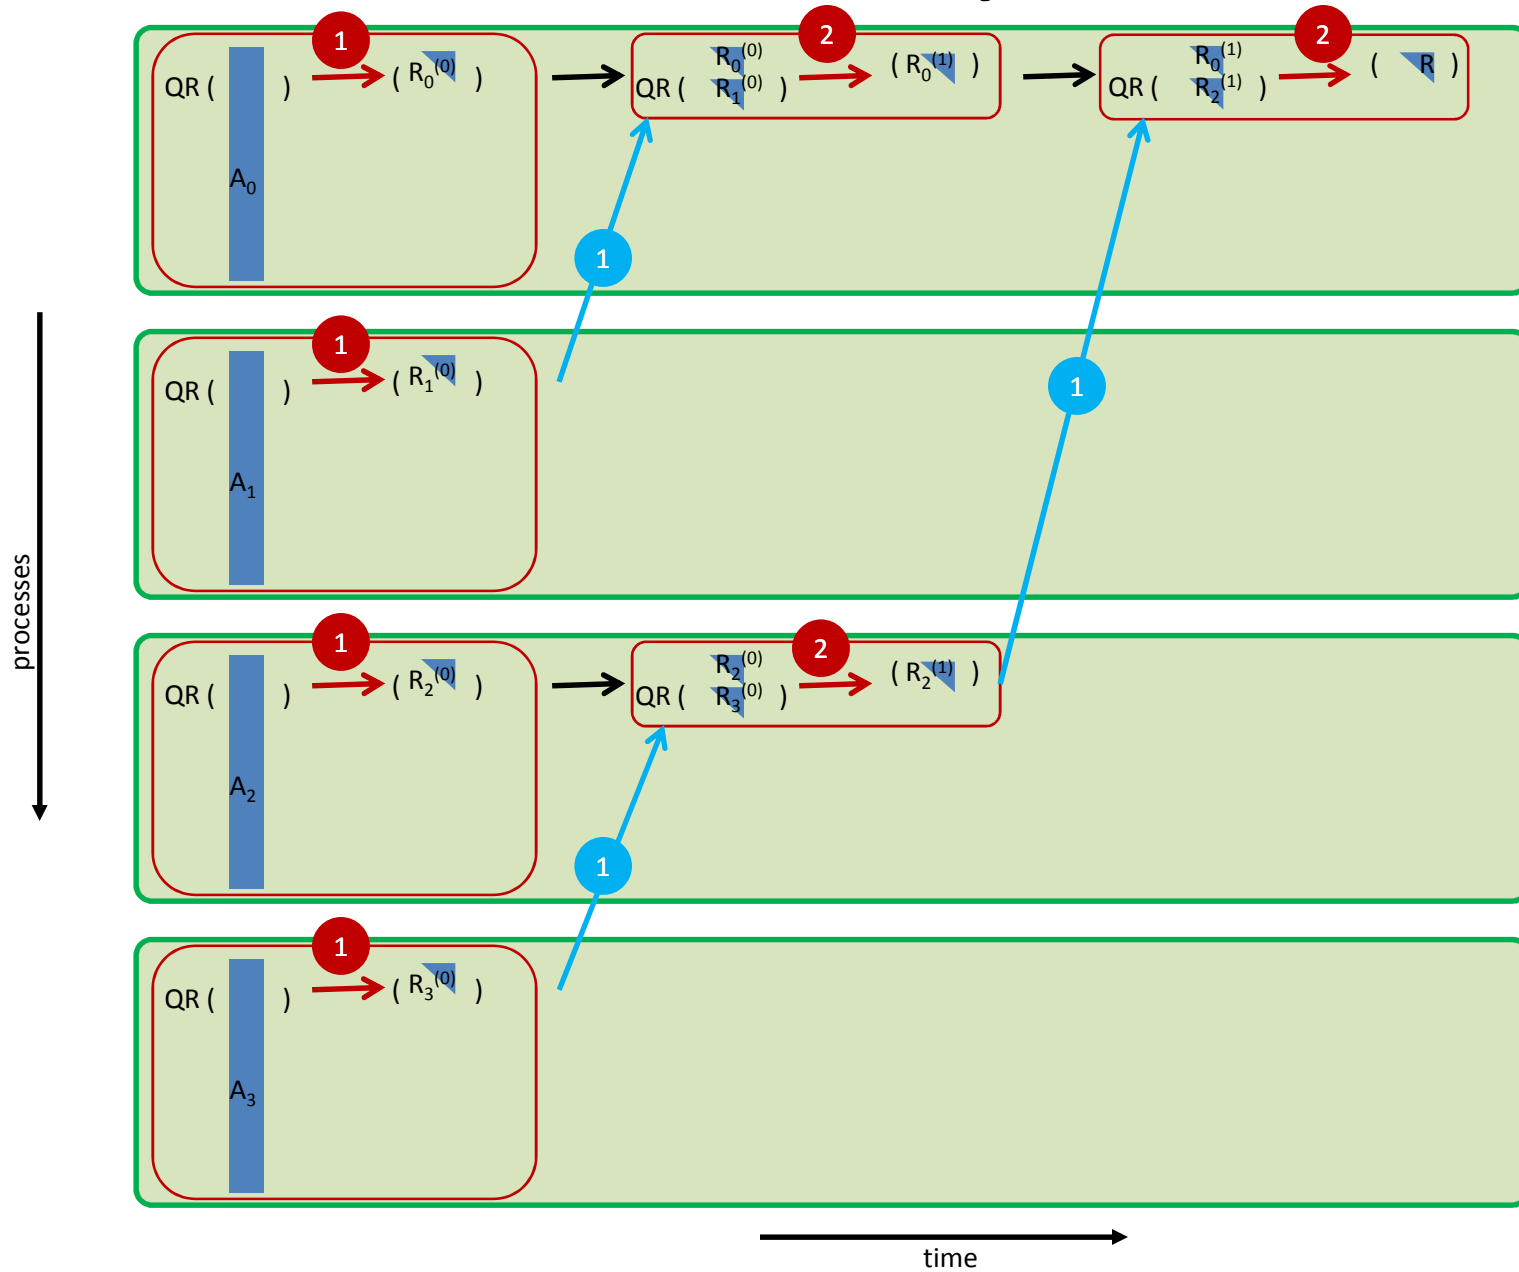 g
1 2 2
QR ( ) ( R0(0) ) QR ( R0(0) R1(0) ) ( R0(1) ) QR ( R0(1) R2(1) ) ( R )
A0
1
1
QR ( ) ( R1(0) )
1
A1
processes
1 2
QR ( ) ( R2(0) ) QR ( R2(0) R3(0) ) ( R2(1) )
A2
1
1
QR ( ) ( R3(0) )
A3
time